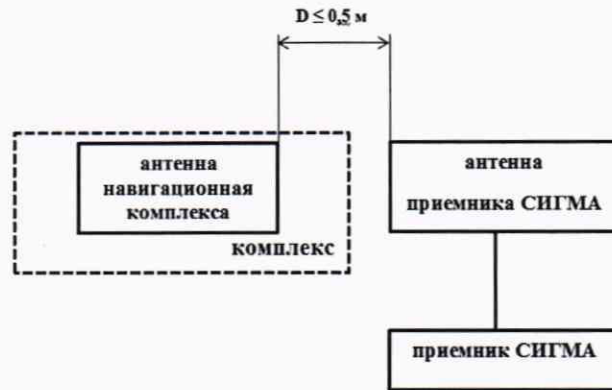 D ≤ 0,5 м
антенна
навигационная
комплекса
комплекс
антенна
приемника СИГМА
приемник СИГМА